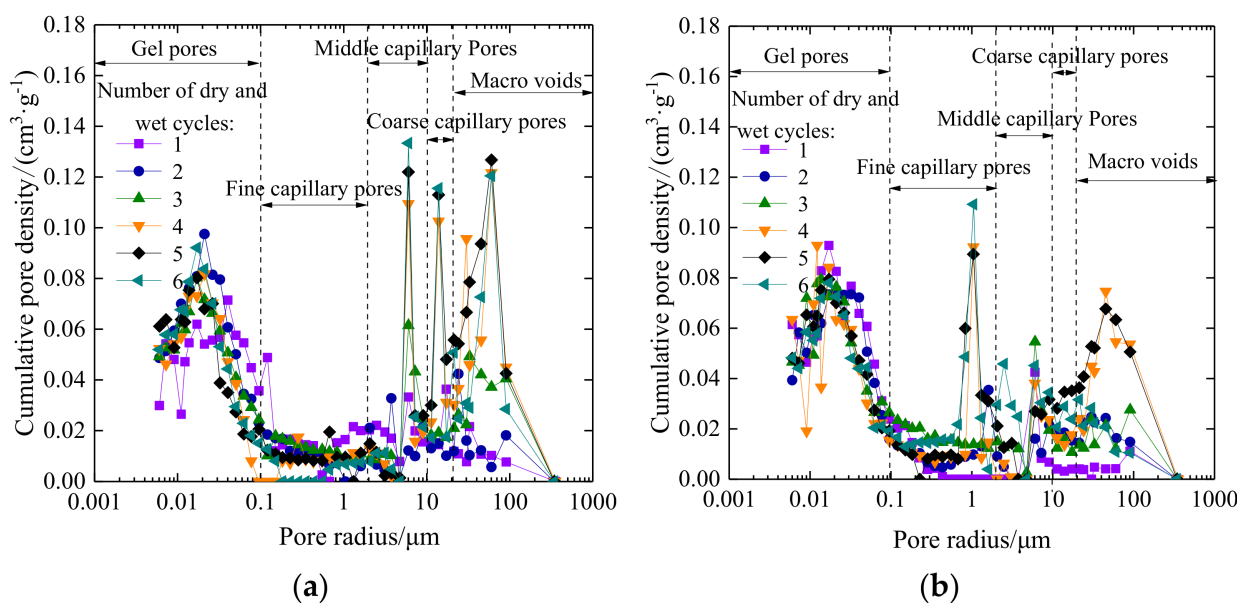 0.18
0.16
0.14
0.12
0.10
0.08
0.06
0.04
0.02
0.00
Cumulative pore density/(cm³·g⁻¹)
Gel pores
Middle capillary Pores
Macro voids
Number of dry and
wet cycles:
1
2
3
4
5
6
Coarse capillary pores
Fine capillary pores
0.001
0.01
0.1
1
10
100
1000
Pore radius/μm
(a)
0.18
0.16
0.14
0.12
0.10
0.08
0.06
0.04
0.02
0.00
Cumulative pore density/(cm³·g⁻¹)
Gel pores
Coarse capillary pores
Number of dry and
wet cycles:
1
2
3
4
5
6
Middle capillary Pores
Macro voids
Fine capillary pores
0.001
0.01
0.1
1
10
100
1000
Pore radius/μm
(b)